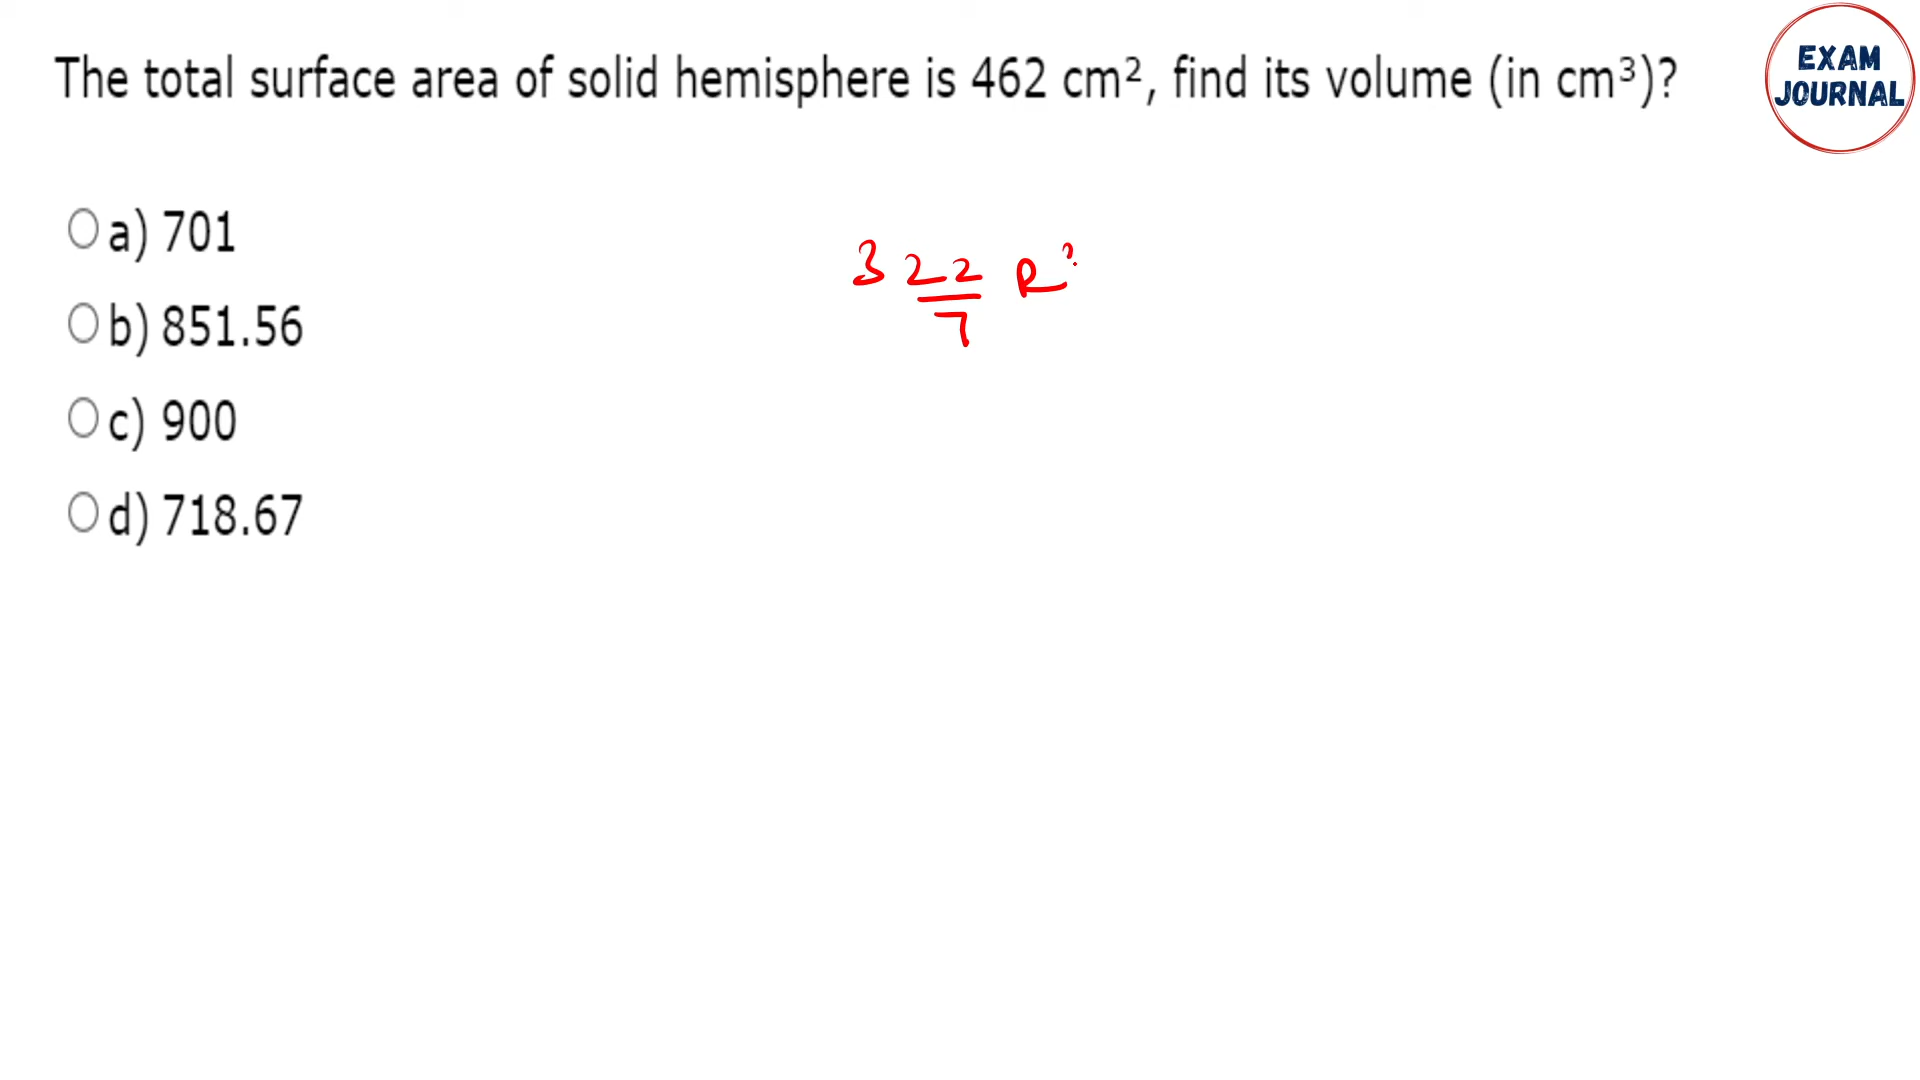 The total surface area of solid hemisphere is 462 cm², find its volume (in cm³)?
EXAM
JOURNAL
a) 701
b) 851.56
c) 900
d) 718.67
3 22 R²
7